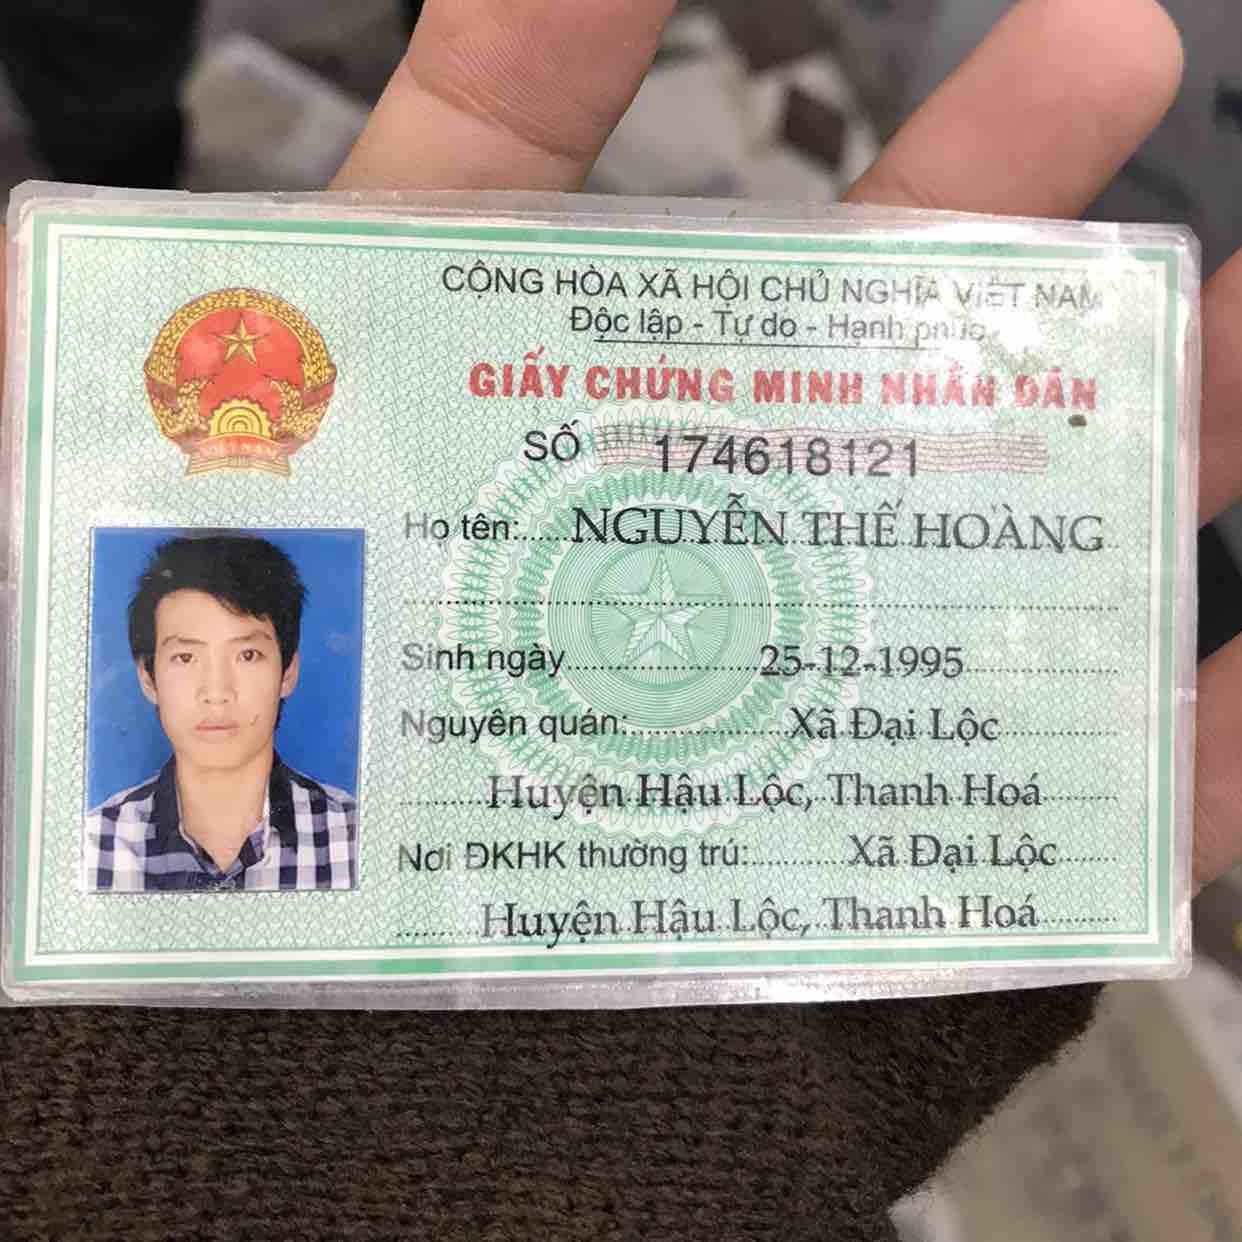 CỘNG HÒA XÃ HỘI CHỦ NGHĨA VIỆT NAM
Độc lập - Tự do - Hạnh phúc
GIẤY CHỨNG MINH NHÂN DÂN
SỐ 174618121
Họ tên: NGUYỄN THẾ HOÀNG
Sinh ngày 25-12-1995
Nguyên quán: Xã Đại Lộc
Huyện Hậu Lộc, Thanh Hoá
Nơi ĐKHK thường trú: Xã Đại Lộc
Huyện Hậu Lộc, Thanh Hoá